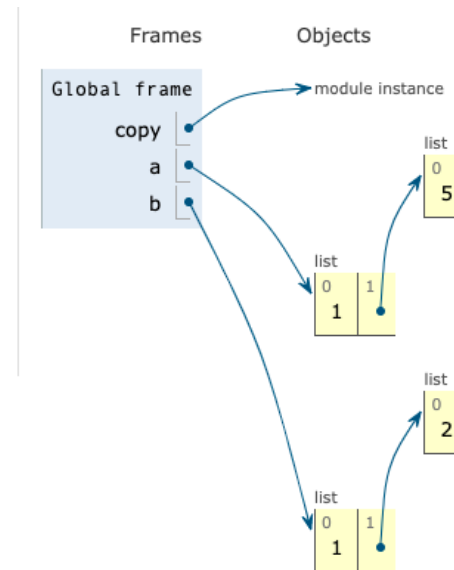 Frames Objects
Global frame
copy
module instance
a
b
list
0
5
list
0 1
1
list
0
2
list
0 1
1